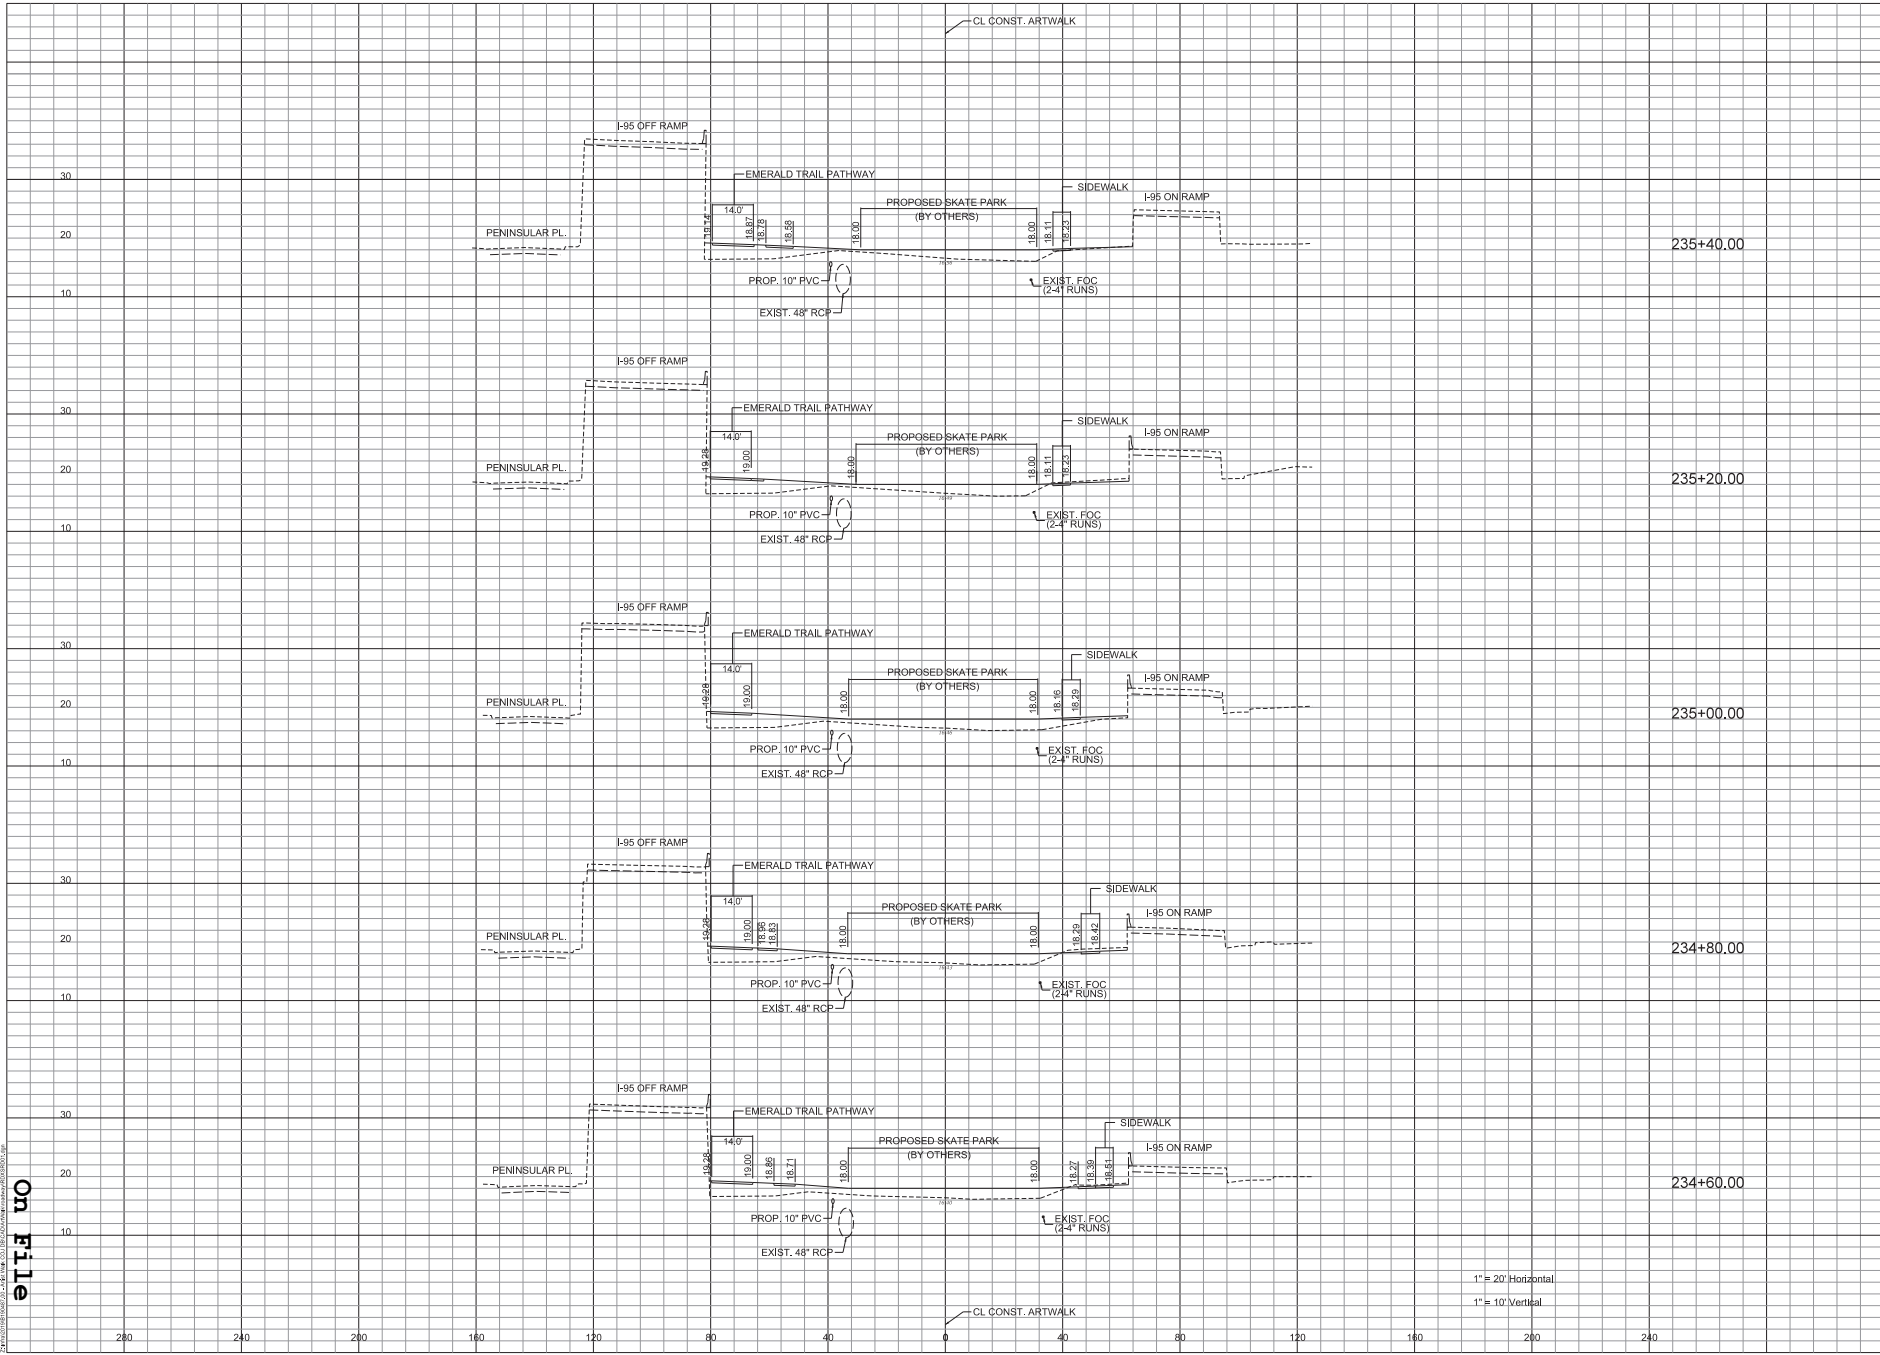 CL CONST. ARTWALK
I-95 OFF RAMP
30
EMERALD TRAIL PATHWAY
SIDEWALK
I-95 ON RAMP
14.0'
PROPOSED SKATE PARK
(BY OTHERS)
19.14
18.87
18.78
18.58
18.00
18.00
18.11
18.23
PENINSULAR PL.
20
235+40.00
PROP. 10" PVC
EXIST. FOC
(2-4" RUNS)
10
EXIST. 48" RCP
I-95 OFF RAMP
30
EMERALD TRAIL PATHWAY
SIDEWALK
I-95 ON RAMP
14.0'
PROPOSED SKATE PARK
(BY OTHERS)
19.28
19.00
18.00
18.00
18.11
18.23
PENINSULAR PL.
20
235+20.00
PROP. 10" PVC
EXIST. FOC
(2-4" RUNS)
10
EXIST. 48" RCP
I-95 OFF RAMP
30
EMERALD TRAIL PATHWAY
SIDEWALK
I-95 ON RAMP
14.0'
PROPOSED SKATE PARK
(BY OTHERS)
19.28
19.00
18.00
18.00
18.16
18.29
PENINSULAR PL.
20
235+00.00
PROP. 10" PVC
EXIST. FOC
(2-4" RUNS)
10
EXIST. 48" RCP
I-95 OFF RAMP
30
EMERALD TRAIL PATHWAY
SIDEWALK
I-95 ON RAMP
14.0'
PROPOSED SKATE PARK
(BY OTHERS)
19.28
19.00
18.96
18.83
18.00
18.00
18.29
18.42
PENINSULAR PL.
20
234+80.00
PROP. 10" PVC
EXIST. FOC
(2-4" RUNS)
10
EXIST. 48" RCP
I-95 OFF RAMP
30
EMERALD TRAIL PATHWAY
SIDEWALK
I-95 ON RAMP
14.0'
PROPOSED SKATE PARK
(BY OTHERS)
19.28
19.00
18.86
18.71
18.00
18.00
18.27
18.39
18.51
PENINSULAR PL.
20
234+60.00
PROP. 10" PVC
EXIST. FOC
(2-4" RUNS)
10
EXIST. 48" RCP
On File
1" = 20' Horizontal
1" = 10' Vertical
CL CONST. ARTWALK
280 240 200 160 120 80 40 0 40 80 120 160 200 240